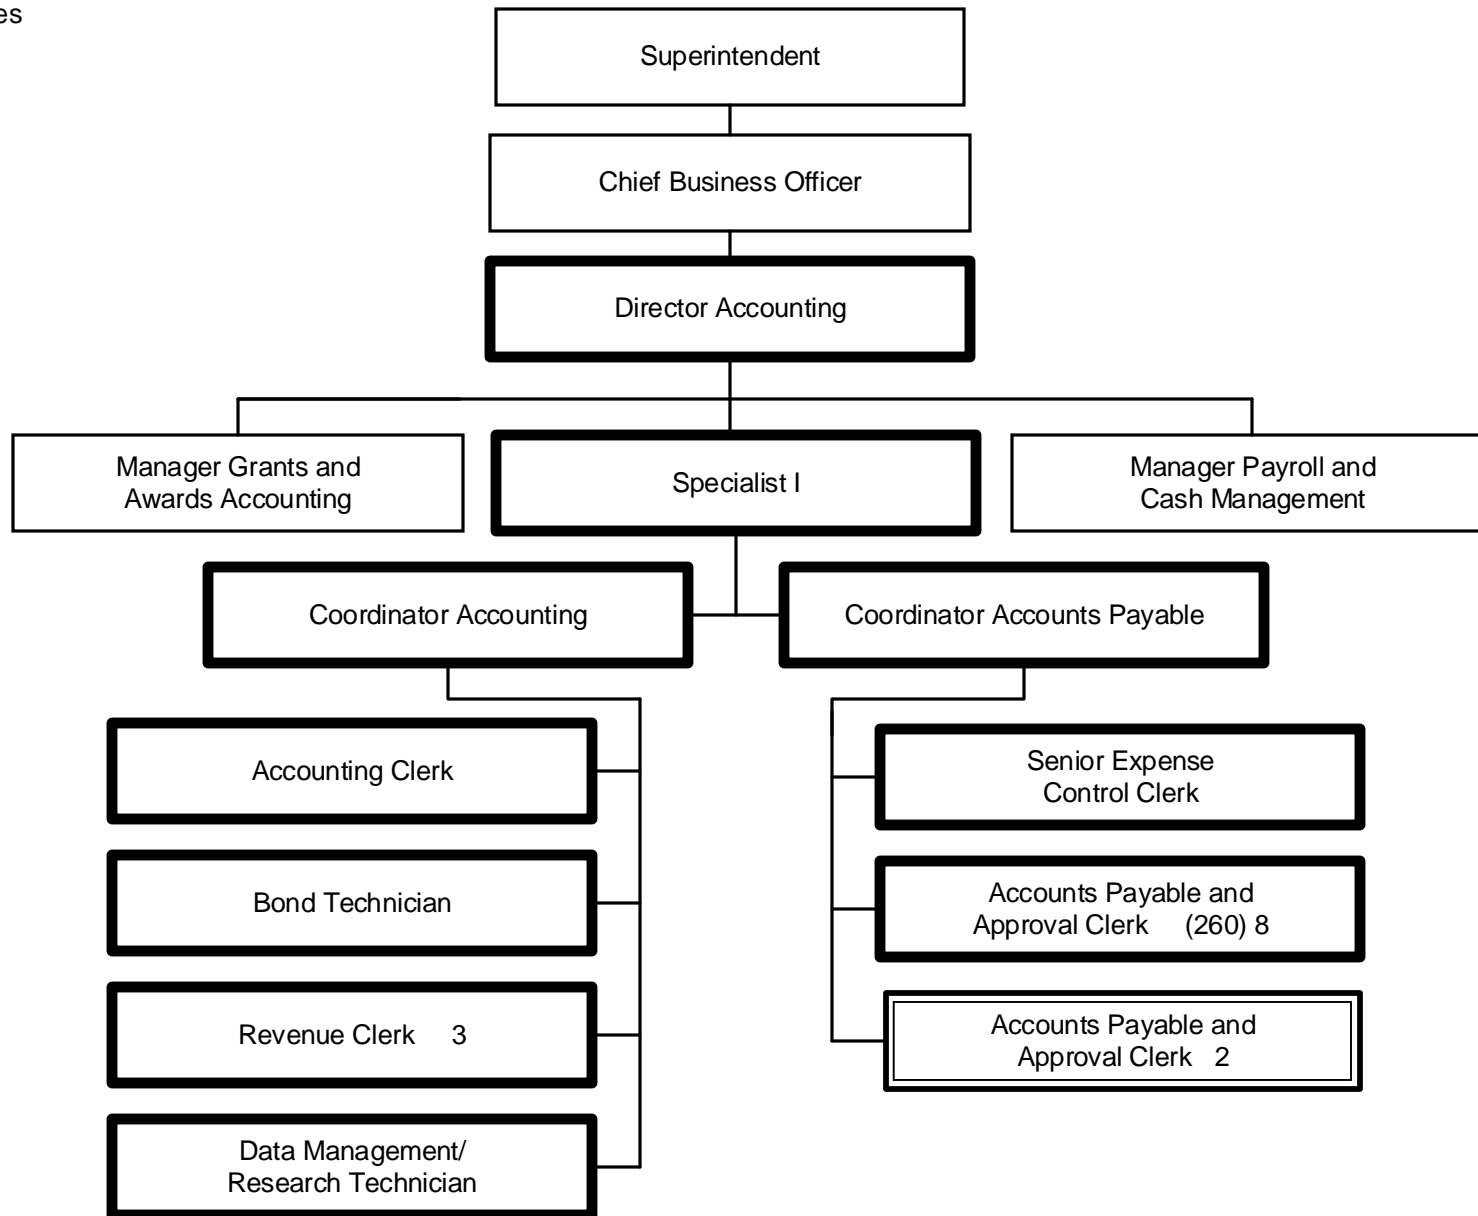 Superintendent
Chief Business Officer
Director Accounting
Manager Grants and
Awards Accounting
Specialist I
Manager Payroll and
Cash Management
Coordinator Accounting
Coordinator Accounts Payable
Accounting Clerk
Bond Technician
Revenue Clerk 3
Data Management/
Research Technician
Senior Expense
Control Clerk
Accounts Payable and
Approval Clerk (260) 8
Accounts Payable and
Approval Clerk 2